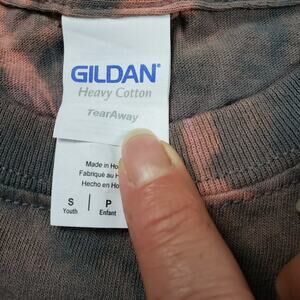 GILDAN®
Heavy Cotton
TearAway
Made in Ho
Fabriqué au H
Hecho en Ho
S P
Youth Enfant